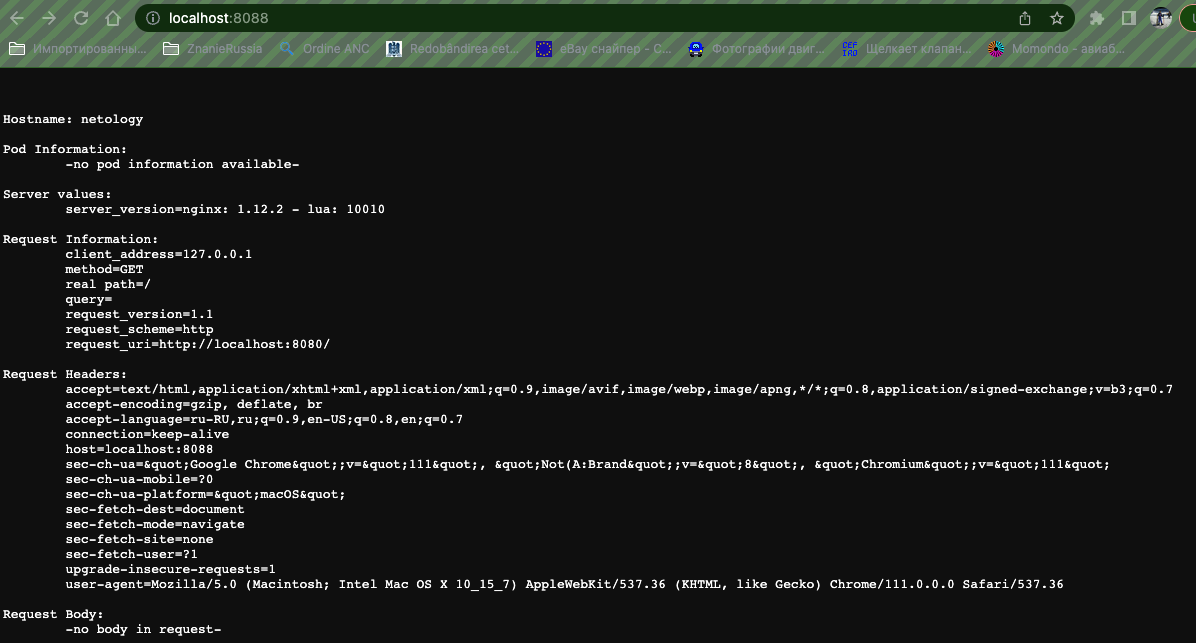 localhost:8088
Импортированны... ZnanieRussia Ordine ANC Redobândirea cet... eBay снайпер - С... Фотографии двиг... Щелкает клапан... Momondo - авиаб...
Hostname: netology
Pod Information:
-no pod information available-
Server values:
server_version=nginx: 1.12.2 - lua: 10010
Request Information:
client_address=127.0.0.1
method=GET
real path=/
query=
request_version=1.1
request_scheme=http
request_uri=http://localhost:8080/
Request Headers:
accept=text/html,application/xhtml+xml,application/xml;q=0.9,image/avif,image/webp,image/apng,*/*;q=0.8,application/signed-exchange;v=b3;q=0.7
accept-encoding=gzip, deflate, br
accept-language=ru-RU,ru;q=0.9,en-US;q=0.8,en;q=0.7
connection=keep-alive
host=localhost:8088
sec-ch-ua=&quot;Google Chrome&quot;;v=&quot;111&quot;, &quot;Not(A:Brand&quot;;v=&quot;8&quot;, &quot;Chromium&quot;;v=&quot;111&quot;
sec-ch-ua-mobile=?0
sec-ch-ua-platform=&quot;macOS&quot;
sec-fetch-dest=document
sec-fetch-mode=navigate
sec-fetch-site=none
sec-fetch-user=?1
upgrade-insecure-requests=1
user-agent=Mozilla/5.0 (Macintosh; Intel Mac OS X 10_15_7) AppleWebKit/537.36 (KHTML, like Gecko) Chrome/111.0.0.0 Safari/537.36
Request Body:
-no body in request-